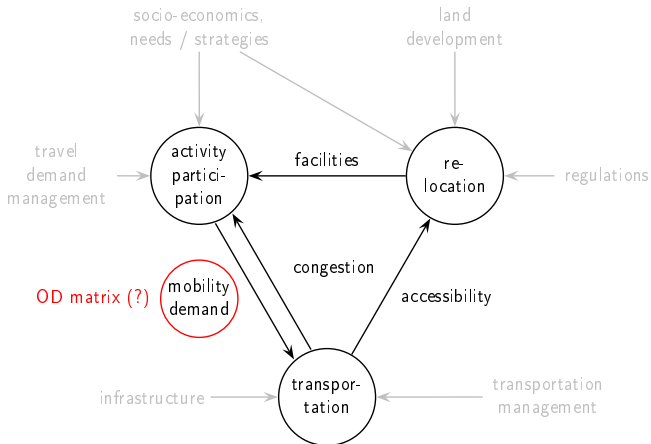 socio-economics,
needs / strategies
land
development
travel
demand
management
activity
partici-
pation
facilities
re-
location
regulations
congestion
OD matrix (?)
mobility
demand
accessibility
infrastructure
transpor-
tation
transportation
management